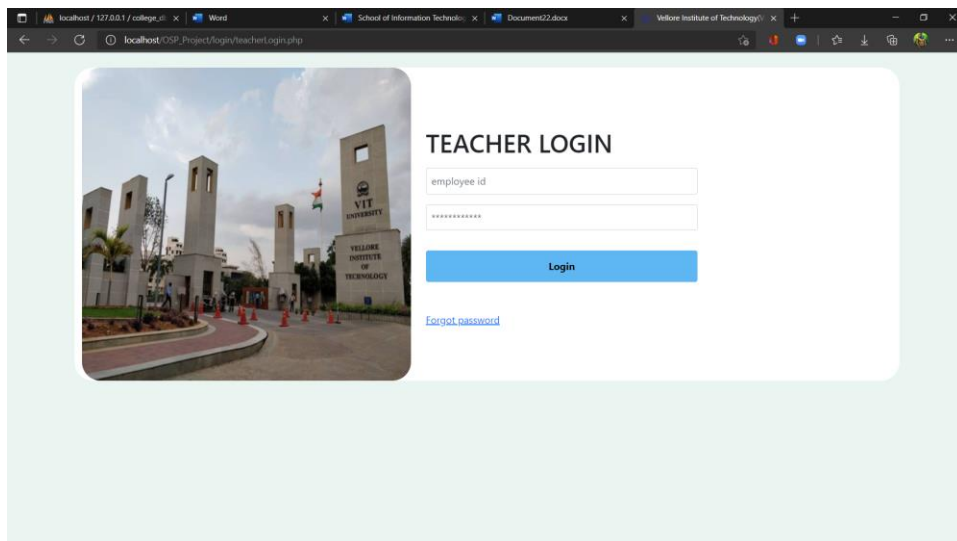 localhost / 127.0.0.1 / college_d
Word
School of Information Technolo
Document22.docx
Vellore Institute of Technology(V
localhost/OSP_Project/login/teacherLogin.php
VIT
UNIVERSITY
VELLORE
INSTITUTE
OF
TECHNOLOGY
TEACHER LOGIN
employee id
************
Login
Forgot password